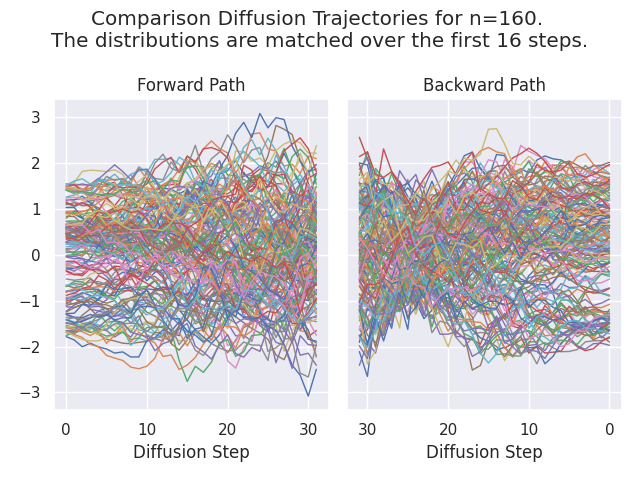 Comparison Diffusion Trajectories for n=160.
The distributions are matched over the first 16 steps.
Forward Path
Backward Path
3
2
1
0
−1
−2
−3
0 10 20 30
30 20 10 0
Diffusion Step
Diffusion Step